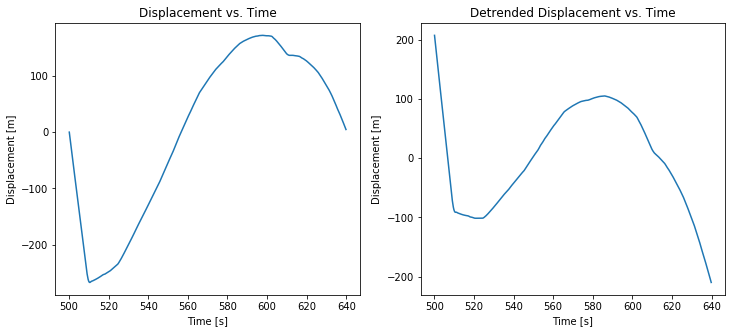 Displacement vs. Time
Displacement [m]
100
0
−100
−200
500 520 540 560 580 600 620 640
Time [s]
Detrended Displacement vs. Time
Displacement [m]
200
100
0
−100
−200
500 520 540 560 580 600 620 640
Time [s]